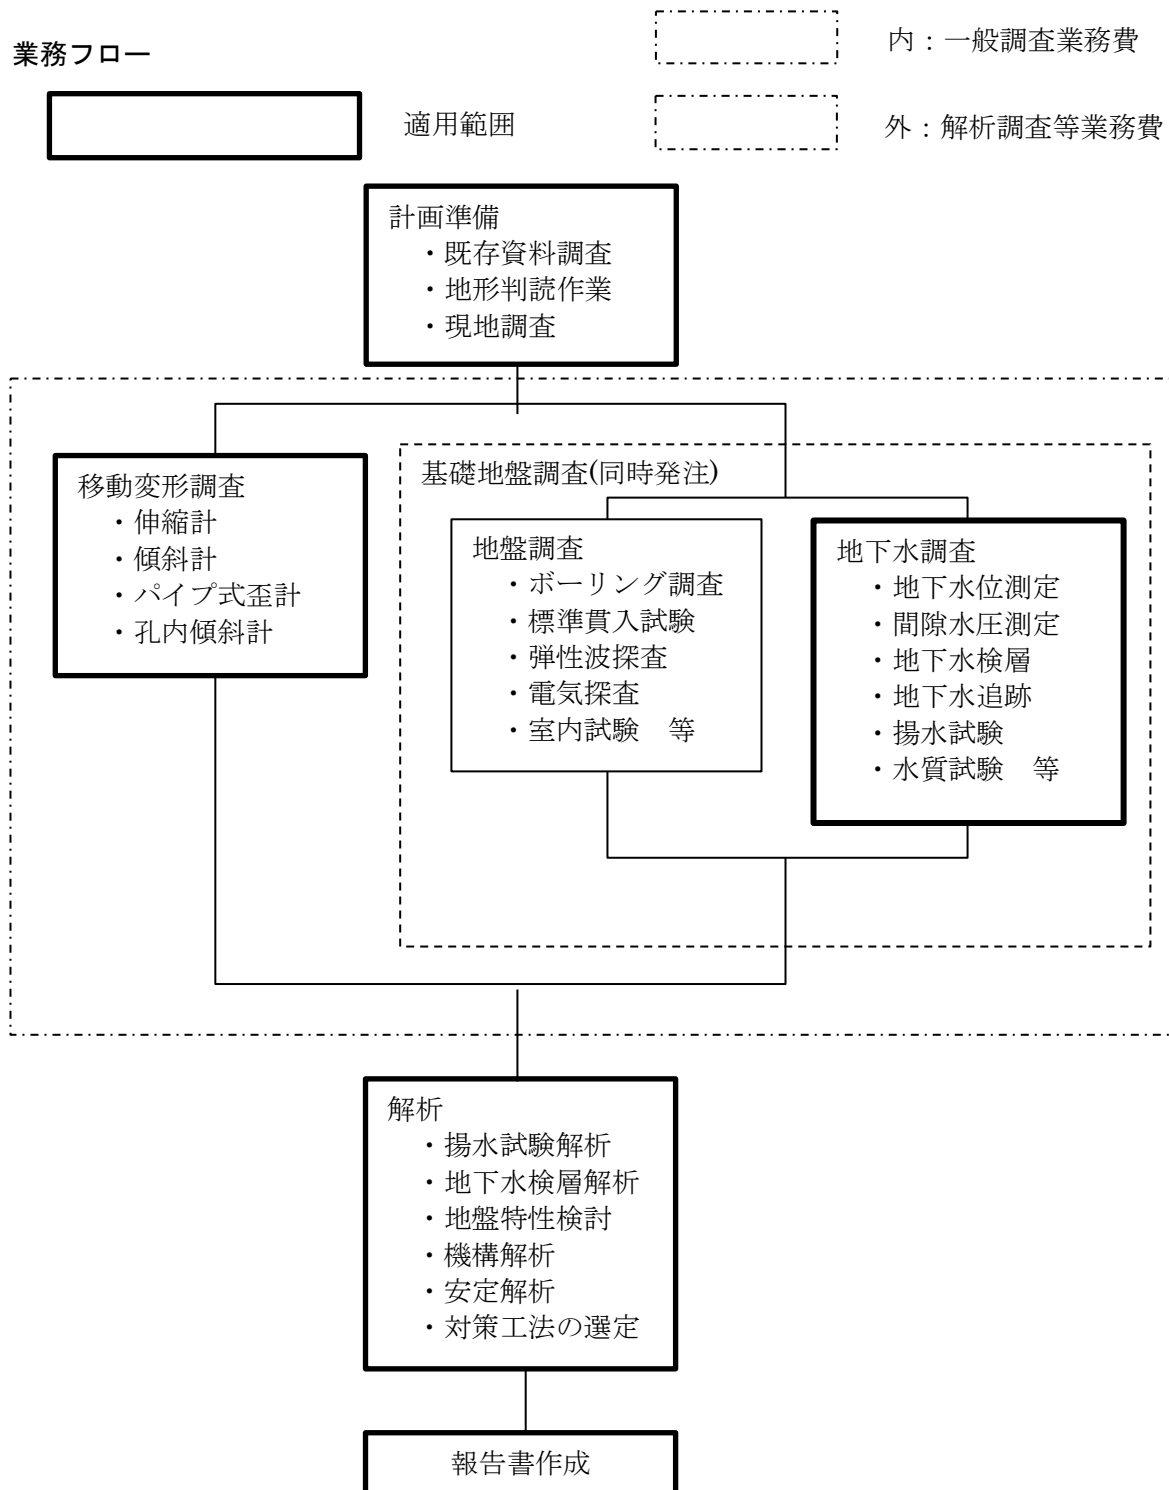 業務フロー
内：一般調査業務費
適用範囲
外：解析調査等業務費
計画準備
・既存資料調査
・地形判読作業
・現地調査
移動変形調査
・伸縮計
・傾斜計
・パイプ式歪計
・孔内傾斜計
基礎地盤調査(同時発注)
地盤調査
・ボーリング調査
・標準貫入試験
・弾性波探査
・電気探査
・室内試験　等
地下水調査
・地下水位測定
・間隙水圧測定
・地下水検層
・地下水追跡
・揚水試験
・水質試験　等
解析
・揚水試験解析
・地下水検層解析
・地盤特性検討
・機構解析
・安定解析
・対策工法の選定
報告書作成